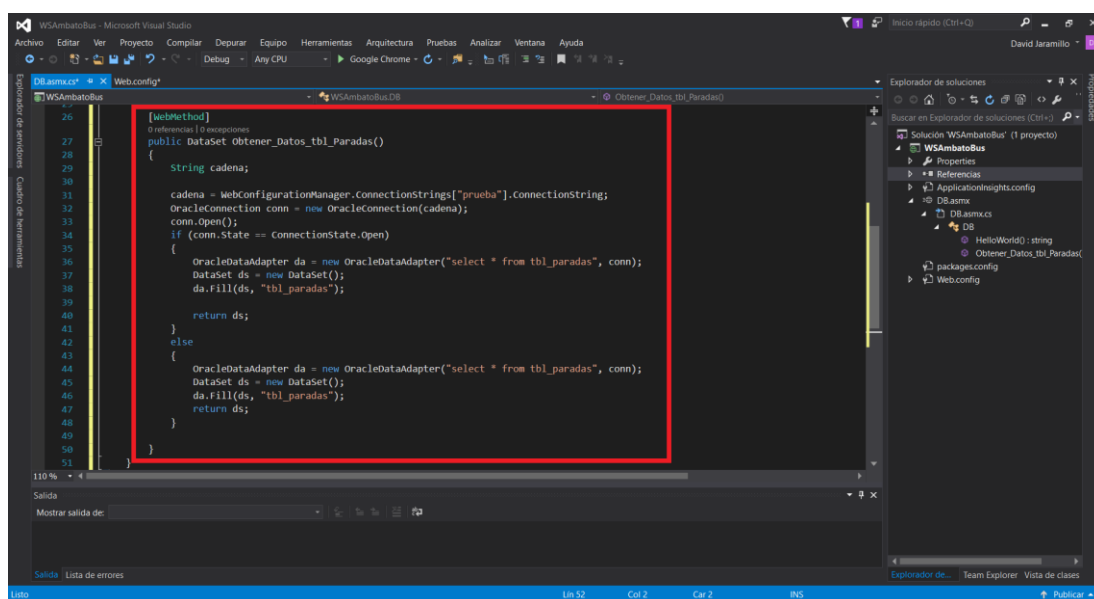 WSAmbatoBus - Microsoft Visual Studio
1
Inicio rápido (Ctrl+Q)
Archivo Editar Ver Proyecto Compilar Depurar Equipo Herramientas Arquitectura Pruebas Analizar Ventana Ayuda
David Jaramillo
Debug Any CPU Google Chrome
DB.asmx.cs* Web.config*
WSAmbatoBus WSAmbatoBus.DB Obtener_Datos_tbl_Paradas()
Explorador de servidores
Cuadro de herramientas
26 [WebMethod]
0 referencias | 0 excepciones
27 public DataSet Obtener_Datos_tbl_Paradas()
28 {
29 String cadena;
30
31 cadena = WebConfigurationManager.ConnectionStrings["prueba"].ConnectionString;
32 OracleConnection conn = new OracleConnection(cadena);
33 conn.Open();
34 if (conn.State == ConnectionState.Open)
35 {
36 OracleDataAdapter da = new OracleDataAdapter("select * from tbl_paradas", conn);
37 DataSet ds = new DataSet();
38 da.Fill(ds, "tbl_paradas");
39
40 return ds;
41 }
42 else
43 {
44 OracleDataAdapter da = new OracleDataAdapter("select * from tbl_paradas", conn);
45 DataSet ds = new DataSet();
46 da.Fill(ds, "tbl_paradas");
47 return ds;
48 }
49
50 }
51 }
110 %
Salida
Mostrar salida de:
Salida Lista de errores
Explorador de soluciones
Buscar en Explorador de soluciones (Ctrl+;)
Solución 'WSAmbatoBus' (1 proyecto)
WSAmbatoBus
Properties
Referencias
ApplicationInsights.config
DB.asmx
DB.asmx.cs
DB
HelloWorld() : string
Obtener_Datos_tbl_Paradas(
packages.config
Web.config
Explorador de... Team Explorer Vista de clases
Propiedades
Listo Lín 52 Col 2 Car 2 INS Publicar